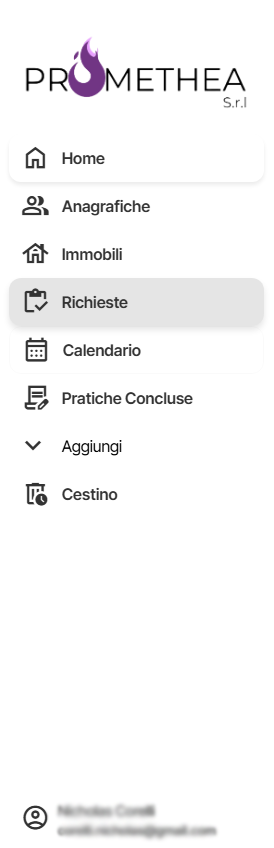 PROMETHEA
S.r.l
Home
Anagrafiche
Immobili
Richieste
Calendario
Pratiche Concluse
Aggiungi
Cestino